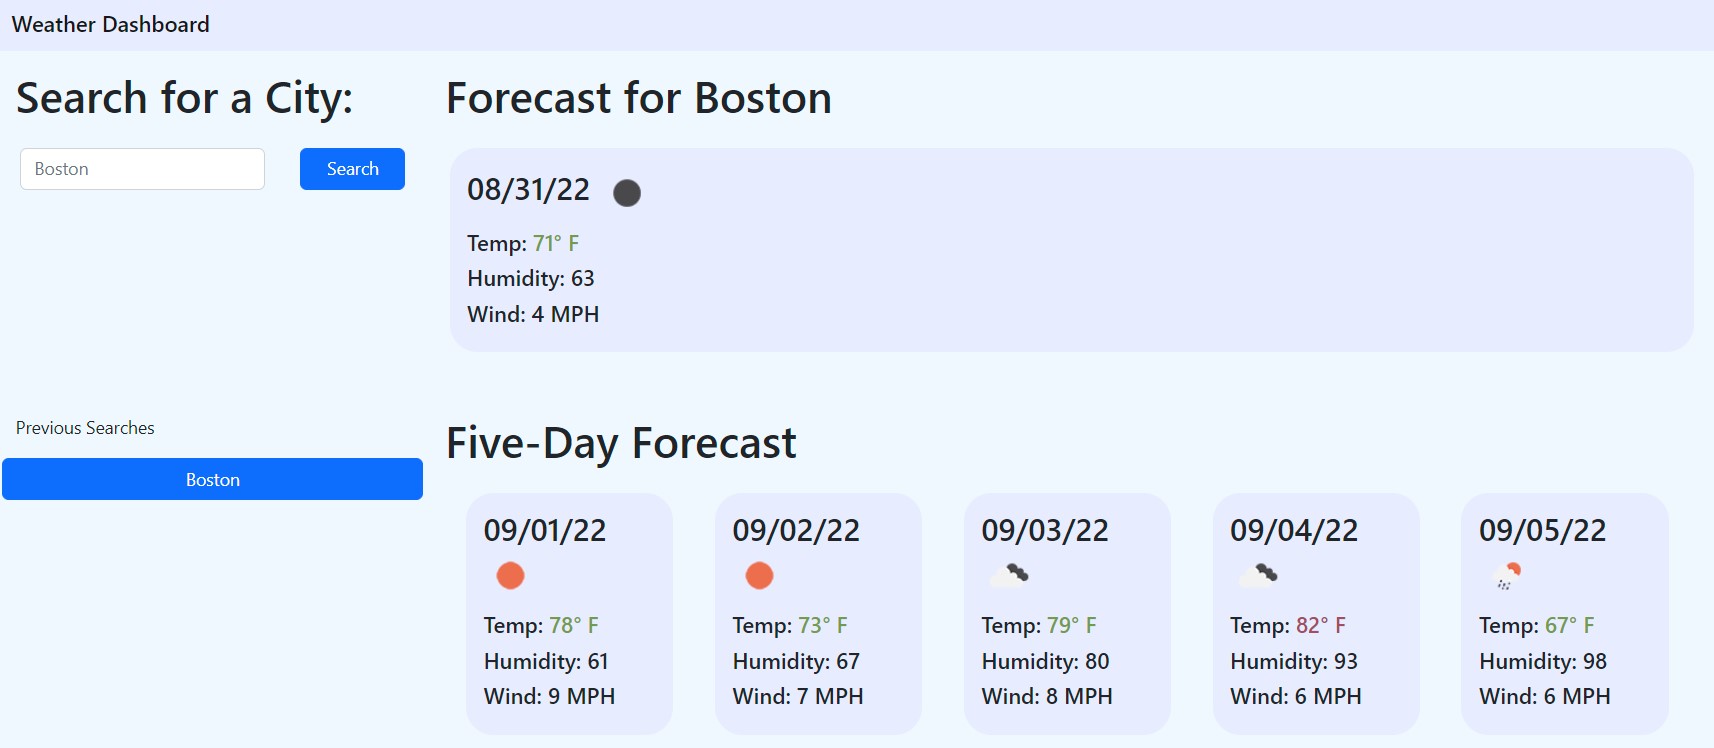 Weather Dashboard
Search for a City:
Boston
Search
Previous Searches
Boston
Forecast for Boston
08/31/22
Temp: 71° F
Humidity: 63
Wind: 4 MPH
Five-Day Forecast
09/01/22
Temp: 78° F
Humidity: 61
Wind: 9 MPH
09/02/22
Temp: 73° F
Humidity: 67
Wind: 7 MPH
09/03/22
Temp: 79° F
Humidity: 80
Wind: 8 MPH
09/04/22
Temp: 82° F
Humidity: 93
Wind: 6 MPH
09/05/22
Temp: 67° F
Humidity: 98
Wind: 6 MPH